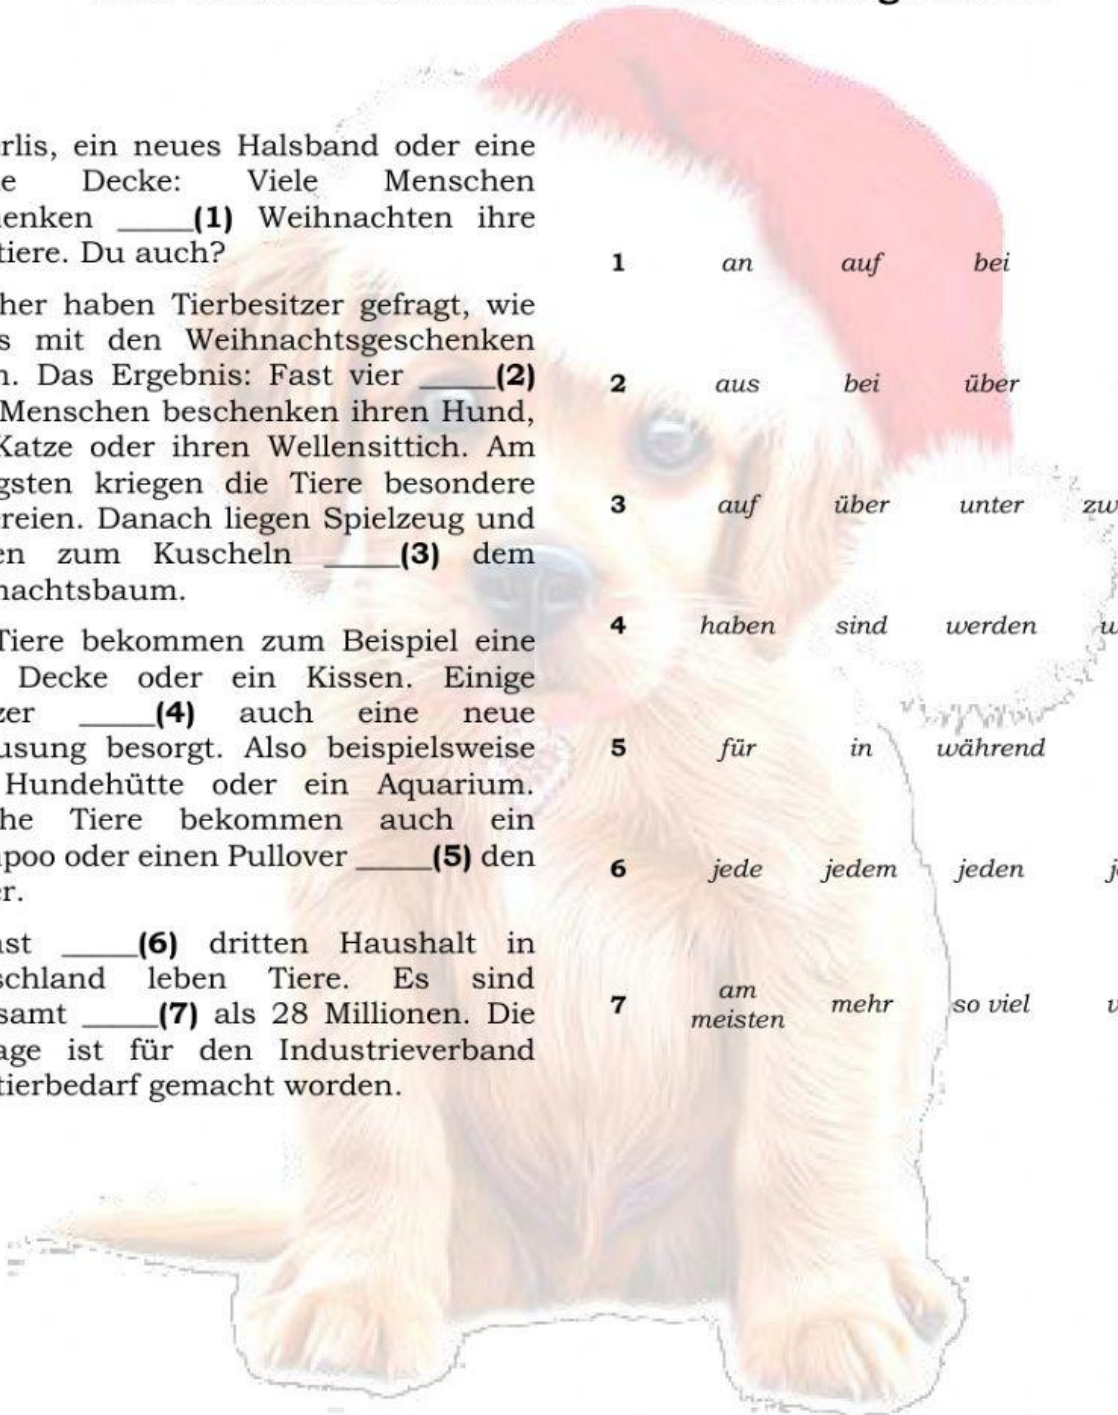 rlis, ein neues Halsband oder eine
e Decke: Viele Menschen
enken _____(1) Weihnachten ihre
tiere. Du auch?
her haben Tierbesitzer gefragt, wie
s mit den Weihnachtsgeschenken
n. Das Ergebnis: Fast vier _____(2)
Menschen beschenken ihren Hund,
Katze oder ihren Wellensittich. Am
gsten kriegen die Tiere besondere
ereien. Danach liegen Spielzeug und
en zum Kuscheln _____(3) dem
nachtsbaum.
Tiere bekommen zum Beispiel eine
Decke oder ein Kissen. Einige
zer _____(4) auch eine neue
usung besorgt. Also beispielsweise
Hundehütte oder ein Aquarium.
he Tiere bekommen auch ein
poo oder einen Pullover _____(5) den
er.
ast _____(6) dritten Haushalt in
schland leben Tiere. Es sind
samt _____(7) als 28 Millionen. Die
age ist für den Industrieverband
tierbedarf gemacht worden.
1 an auf bei
2 aus bei über
3 auf über unter zw
4 haben sind werden w
5 für in während
6 jede jedem jeden j
7 am meisten mehr so viel v